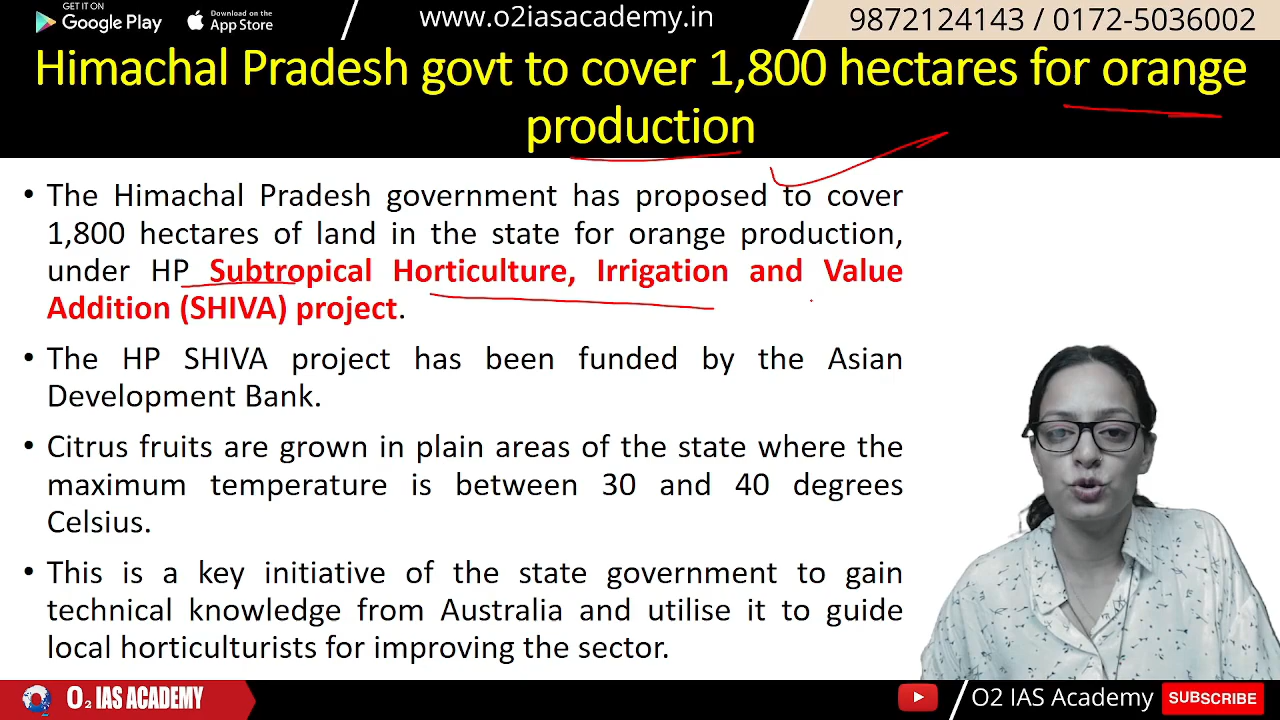 GET IT ON
Google Play
Download on the
App Store
www.o2iasacademy.in
9872124143 / 0172-5036002
Himachal Pradesh govt to cover 1,800 hectares for orange
production
• The Himachal Pradesh government has proposed to cover
1,800 hectares of land in the state for orange production,
under HP Subtropical Horticulture, Irrigation and Value
Addition (SHIVA) project.
• The HP SHIVA project has been funded by the Asian
Development Bank.
• Citrus fruits are grown in plain areas of the state where the
maximum temperature is between 30 and 40 degrees
Celsius.
• This is a key initiative of the state government to gain
technical knowledge from Australia and utilise it to guide
local horticulturists for improving the sector.
O2 IAS ACADEMY
O2 IAS Academy
SUBSCRIBE